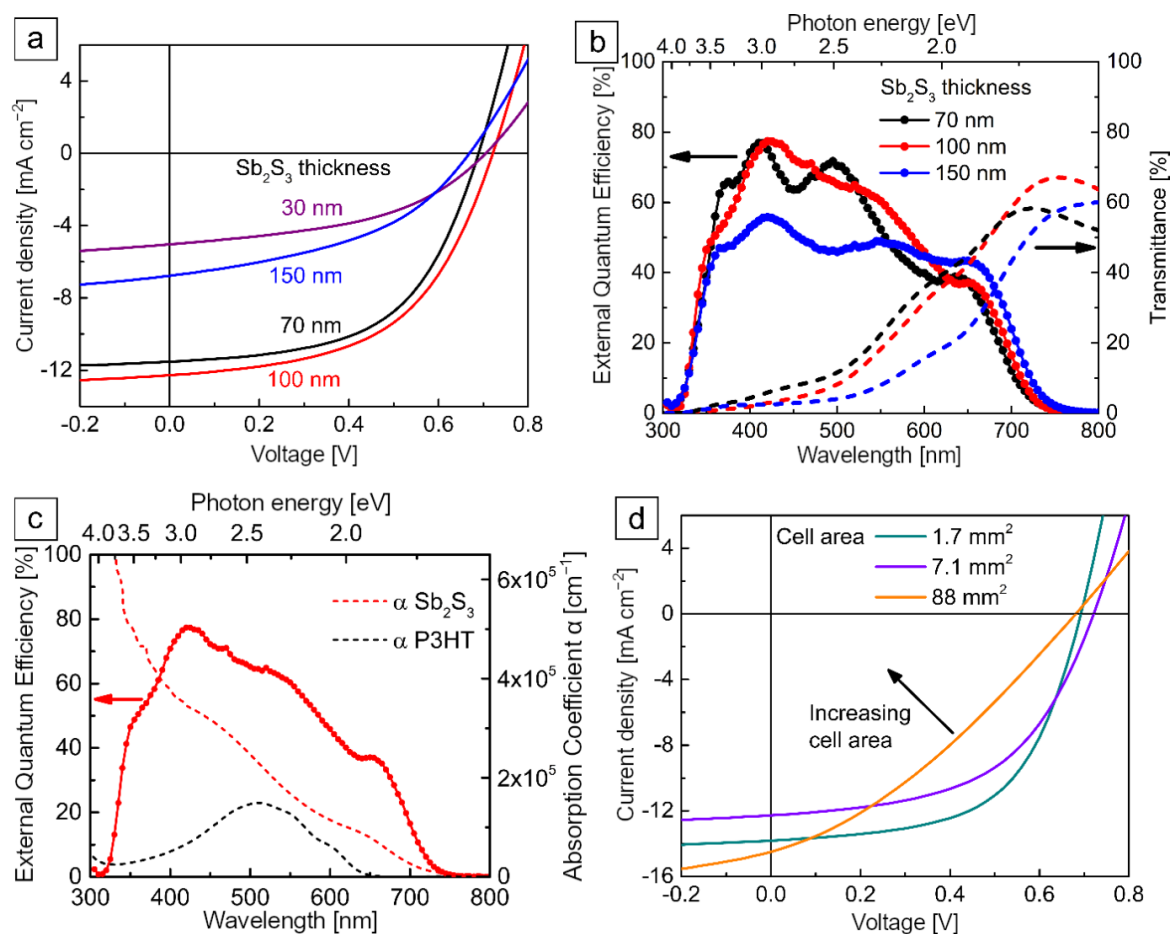 a
4
0
-4
-8
-12
-0.2
0.0
0.2
0.4
0.6
0.8
Voltage [V]
Current density [mA cm⁻²]
Sb₂S₃ thickness
30 nm
150 nm
70 nm
100 nm
b
Photon energy [eV]
4.0 3.5 3.0 2.5 2.0
External Quantum Efficiency [%]
100
80
60
40
20
0
Sb₂S₃ thickness
70 nm
100 nm
150 nm
100
80
60
40
20
0
Transmittance [%]
300 400 500 600 700 800
Wavelength [nm]
c
Photon energy [eV]
4.0 3.5 3.0 2.5 2.0
External Quantum Efficiency [%]
100
80
60
40
20
0
α Sb₂S₃
α P3HT
6x10⁵
4x10⁵
2x10⁵
0
Absorption Coefficient α [cm⁻¹]
300 400 500 600 700 800
Wavelength [nm]
d
Current density [mA cm⁻²]
4
0
-4
-8
-12
-16
Cell area
1.7 mm²
7.1 mm²
88 mm²
Increasing
cell area
-0.2 0.0 0.2 0.4 0.6 0.8
Voltage [V]